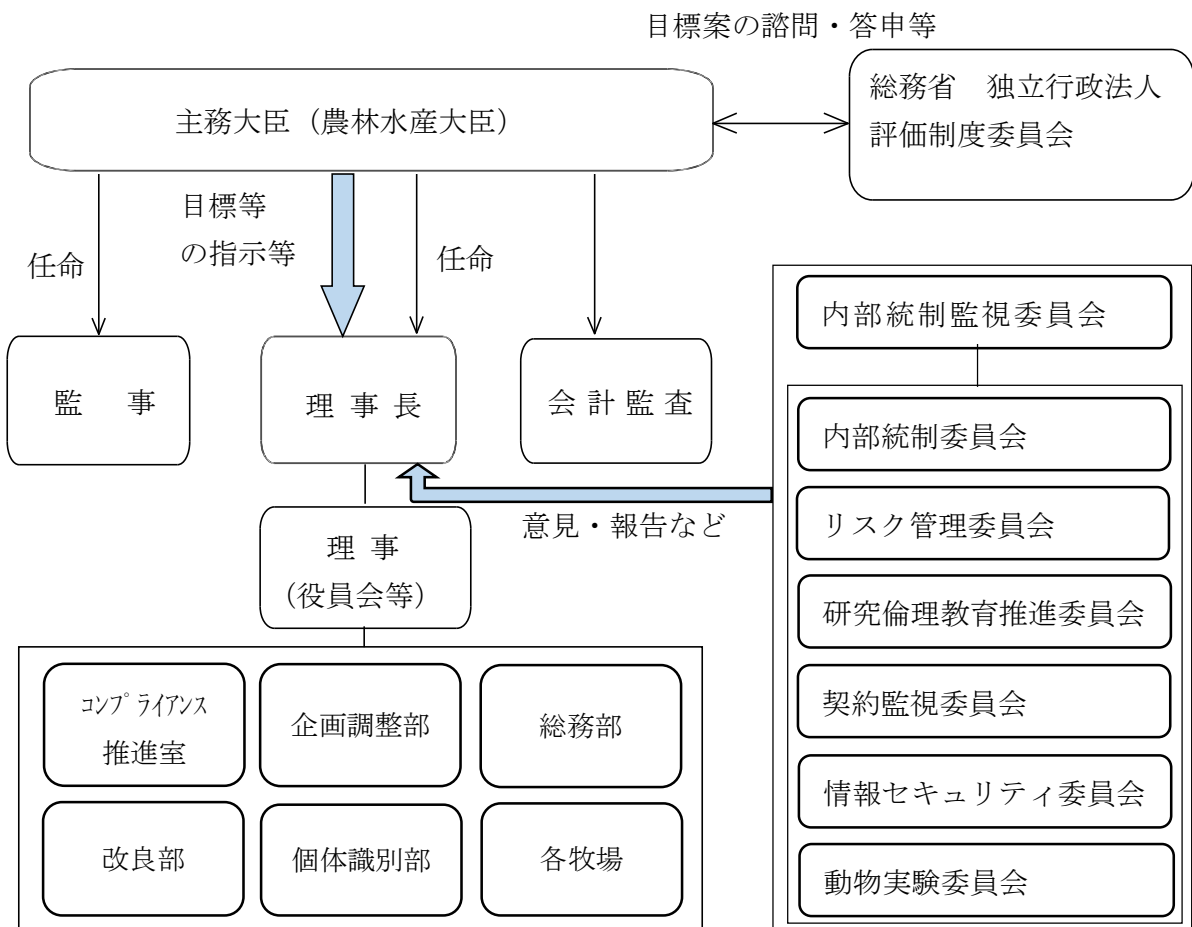 目標案の諮問・答申等
総務省　独立行政法人
評価制度委員会
主務大臣（農林水産大臣）
目標等
の指示等
任命
任命
監　事
理 事 長
会 計 監 査
内部統制監視委員会
内部統制委員会
リスク管理委員会
研究倫理教育推進委員会
契約監視委員会
情報セキュリティ委員会
動物実験委員会
意見・報告など
理 事
（役員会等）
ｺﾝﾌﾟﾗｲｱﾝｽ
推進室
企画調整部
総務部
改良部
個体識別部
各牧場